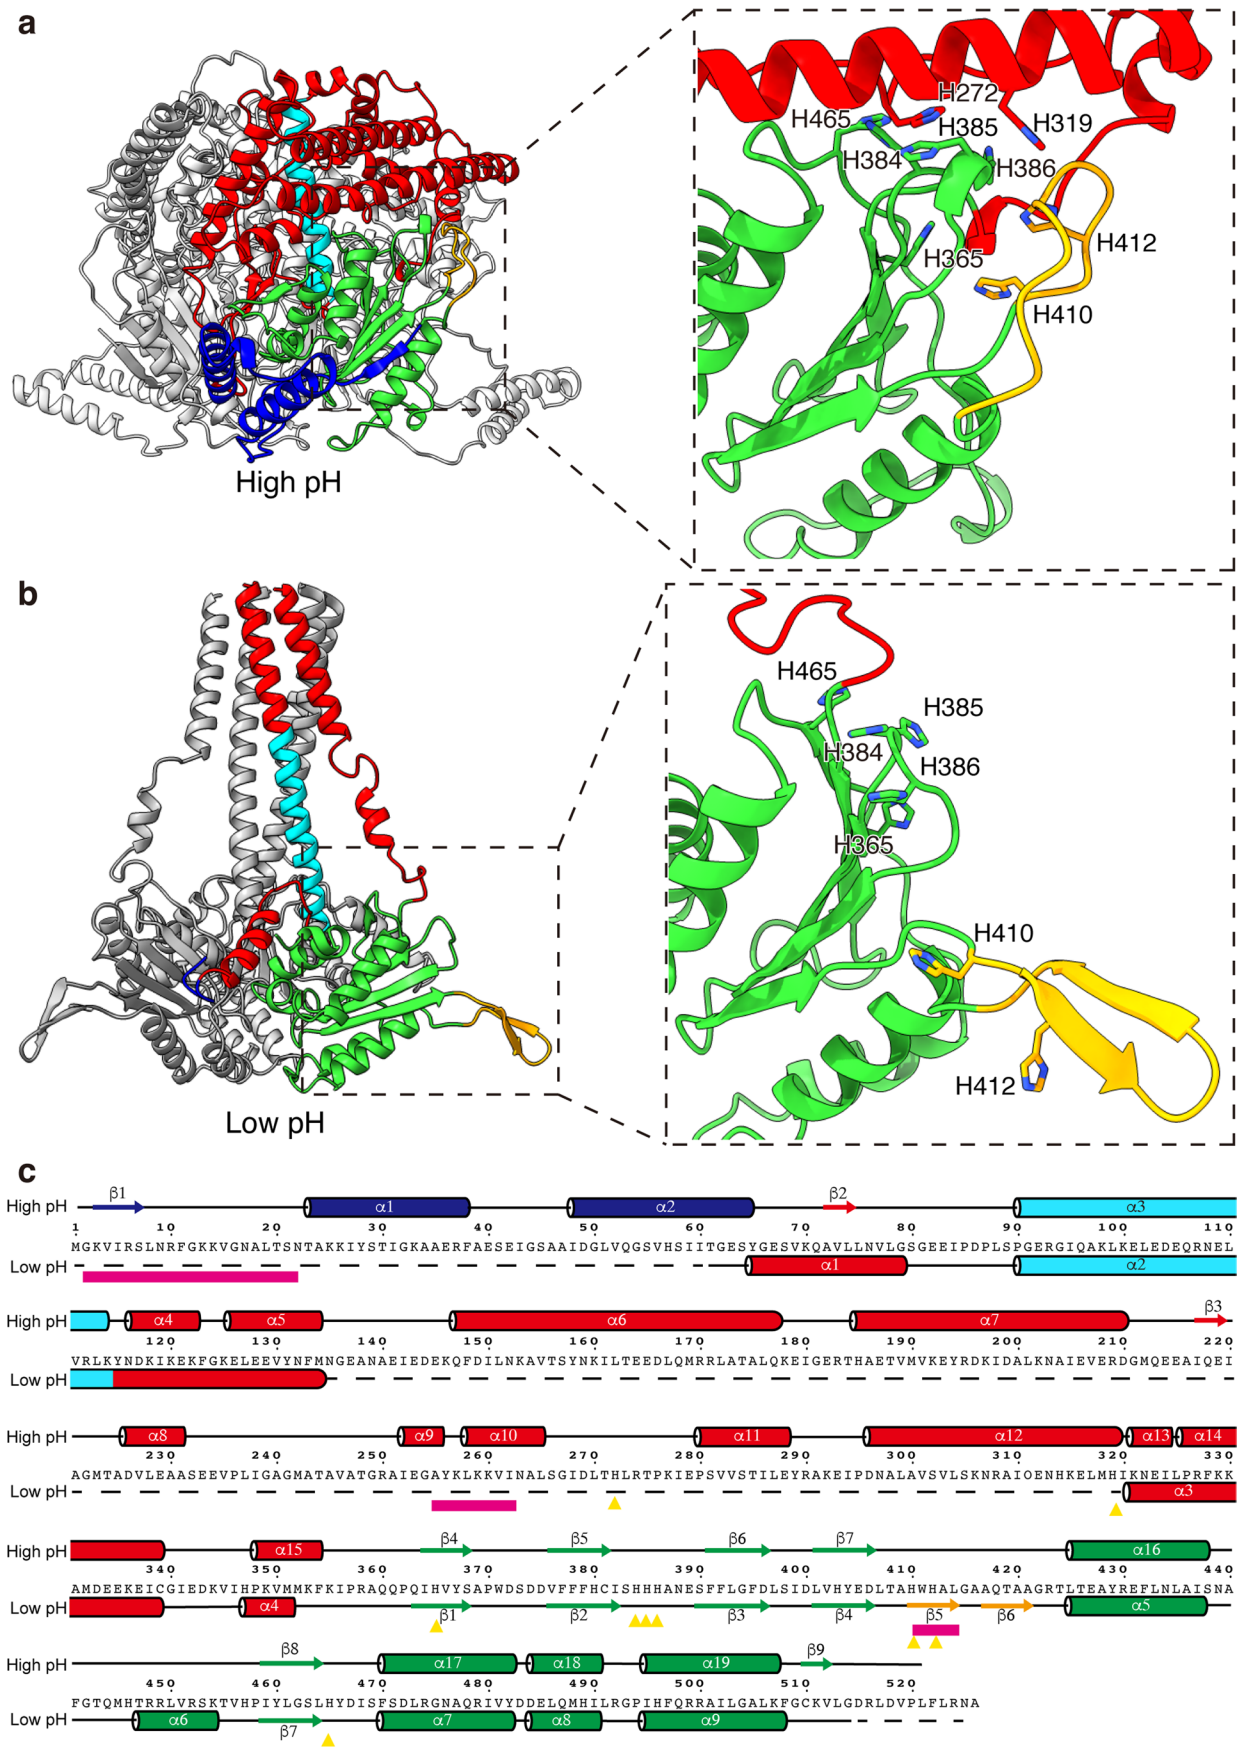 a
H272
H465
H385
H319
H384
H386
H412
H365
H410
High pH
b
H465
H385
H384
H386
H365
H410
H412
Low pH
c
High pH β1 α1 α2 β2 α3
1 10 20 30 40 50 60 70 80 90 100 110
MGKVIRSLNRFGKKVGNALTSNTAKKIYSTIGKAAERFAESEIGSAAIDGLVQGSVHSIITGESYGESVKQAVLLNVLGSGEEIPDPLSPGERGIQAKLKELEDEQRNEL
Low pH α1 α2
High pH α4 α5 α6 α7 β3
120 130 140 150 160 170 180 190 200 210 220
VRLKYNDKIKEKFGKELEEVYNFMNGEANAEIEDEKQFDILNKAVTSYNKILTEEDLQMRRLATALQKEIGERTHAETVMVKEYRDKIDALKNAIEVERDGMQEEAIQEI
Low pH
High pH α8 α9 α10 α11 α12 α13 α14
230 240 250 260 270 280 290 300 310 320 330
AGMTADVLEAASEEVPLIGAGMATAVATGRAIEGAYKLKKVINALSGIDLTHLRTPKIEPSVVSTILEYRAKEIPDNALAVSVLSKNRAIQENHKELMHIKNEILPRFKK
Low pH α3
High pH α15 β4 β5 β6 β7 α16
340 350 360 370 380 390 400 410 420 430 440
AMDEEKEICGIEDKVIHPKVMMKFKIPRAQQPQIHVYSAPWDSDDVFFFHCISHHHANESFFLGFDLSIDLVHYEDLTAHWHALGAAQTAAGRTLTEAYREFLNLAISNA
Low pH α4 β1 β2 β3 β4 β5 β6 α5
High pH β8 α17 α18 α19 β9
450 460 470 480 490 500 510 520
FGTQMHTRRLVRSKTVHPIYLGSLHYDISFSDLRGNAQRIVYDDELQMHILRGPIHFQRRAILGALKFGCKVLGDRLDVPLFLRNA
Low pH α6 β7 α7 α8 α9